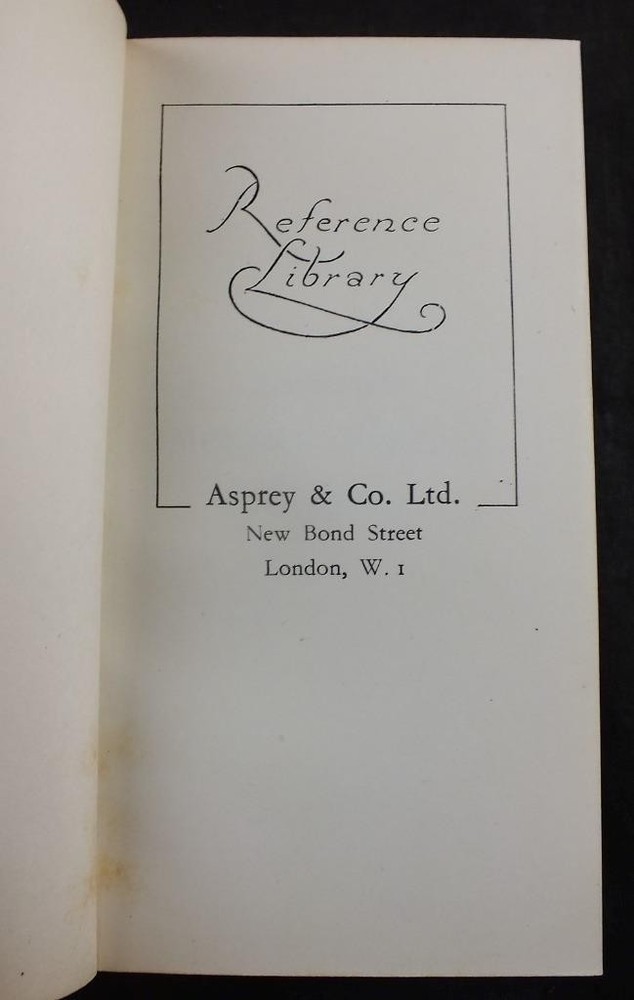 Reference
Library
Asprey & Co. Ltd.
New Bond Street
London, W. 1